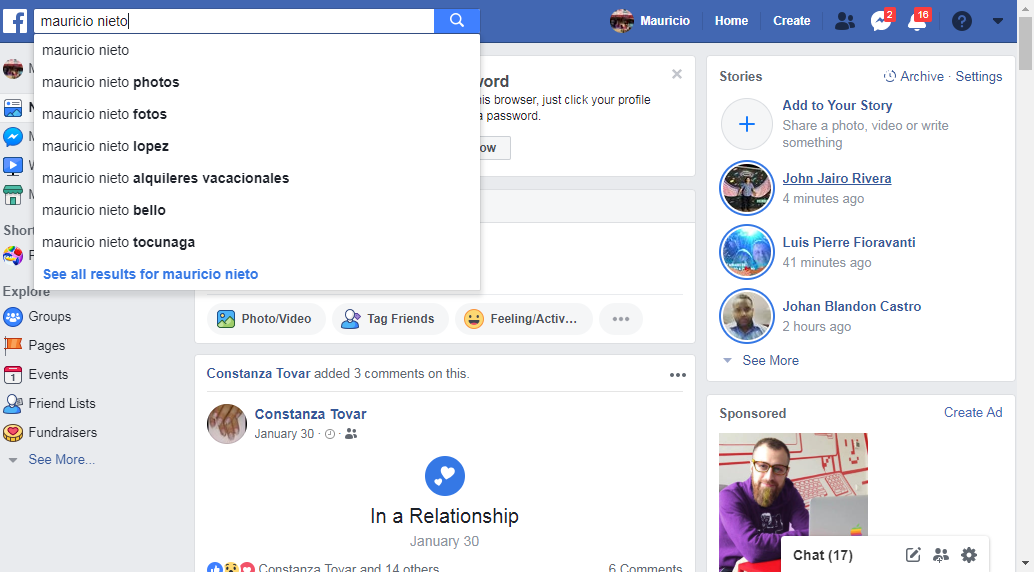 f
mauricio nieto
Mauricio
Home
Create
2
16
mauricio nieto
mauricio nieto photos
mauricio nieto fotos
mauricio nieto lopez
mauricio nieto alquileres vacacionales
mauricio nieto bello
mauricio nieto tocunaga
See all results for mauricio nieto
Explore
Groups
Pages
1
Events
Friend Lists
Fundraisers
See More...
this browser, just click your profile
a password.
Photo/Video
Tag Friends
Feeling/Activ...
Constanza Tovar added 3 comments on this.
Constanza Tovar
January 30
In a Relationship
January 30
Constanza Tovar and 14 others
6 Comments
Stories
Archive · Settings
Add to Your Story
Share a photo, video or write
something
John Jairo Rivera
4 minutes ago
Luis Pierre Fioravanti
41 minutes ago
Johan Blandon Castro
2 hours ago
See More
Sponsored
Create Ad
Chat (17)